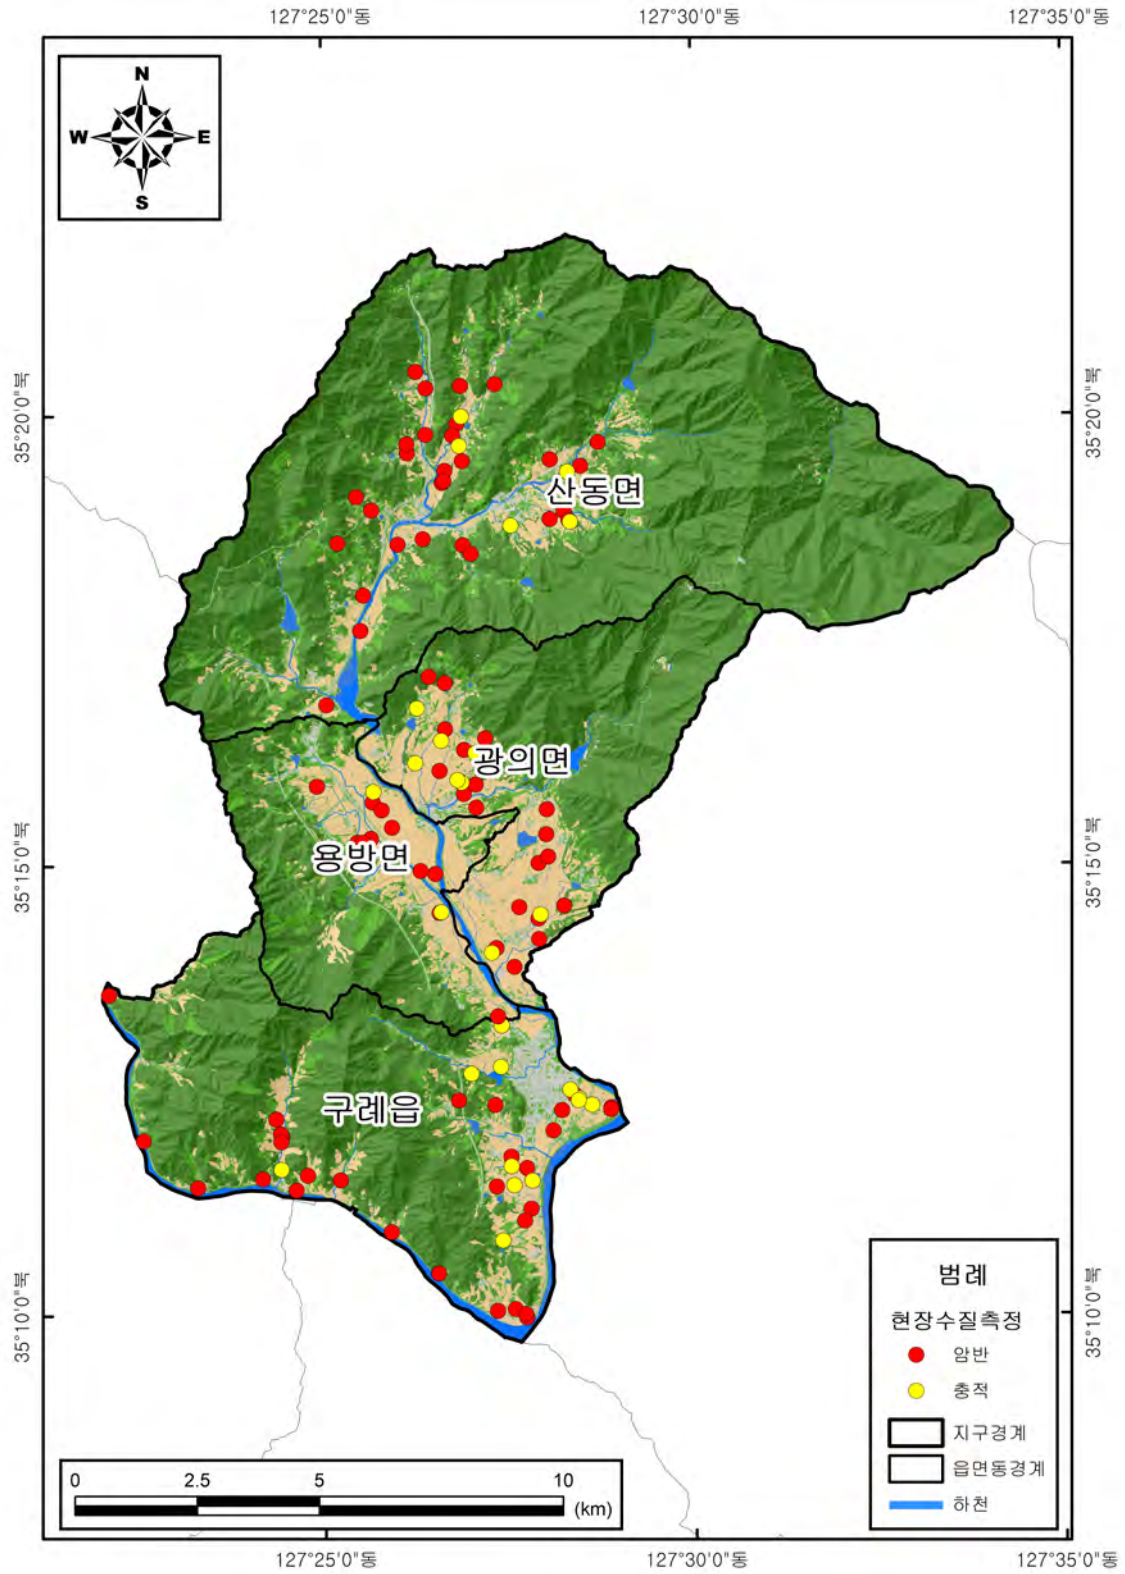 127°25'0"동
127°30'0"동
127°35'0"동
N
W
E
S
35°20'0"북
35°20'0"북
산동면
광의면
35°15'0"북
35°15'0"북
용방면
구례읍
35°10'0"북
35°10'0"북
범례
현장수질측정
암반
충적
지구경계
읍면동경계
하천
0
2.5
5
10
(km)
127°25'0"동
127°30'0"동
127°35'0"동